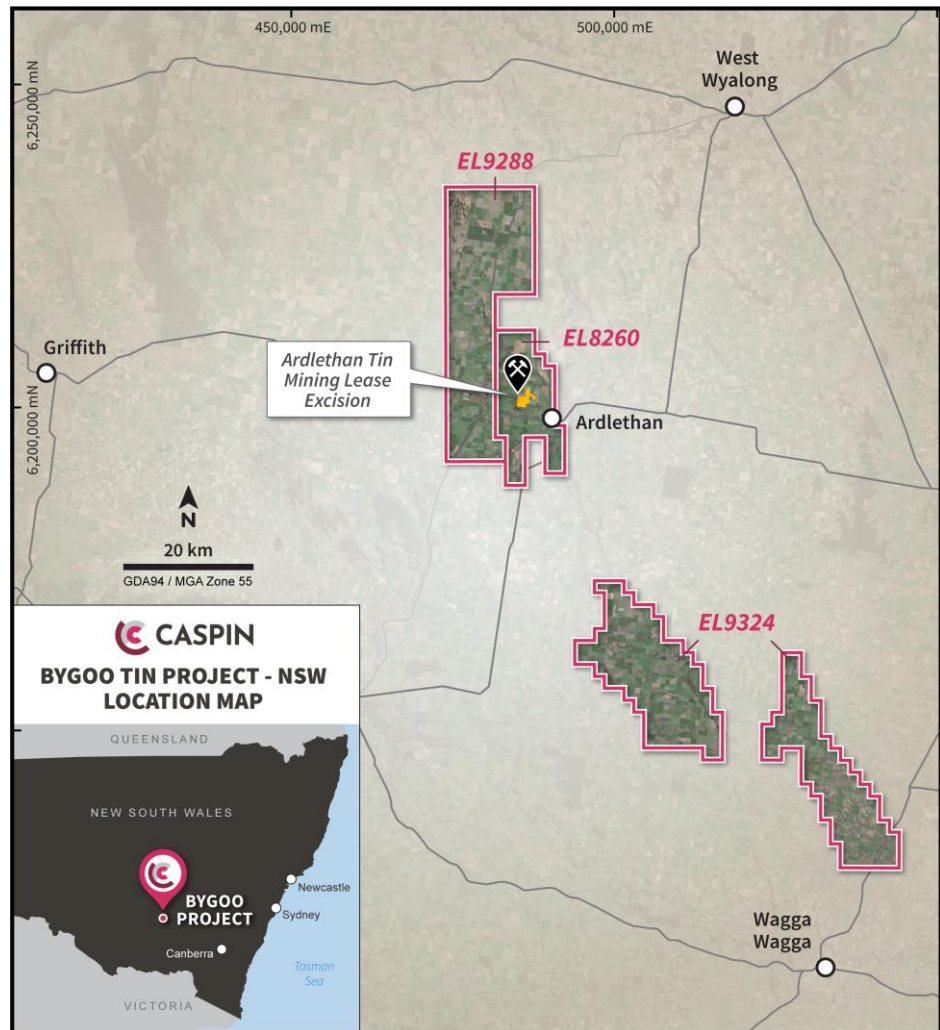 450,000 mE
500,000 mE
6,250,000 mN
West
Wyalong
EL9288
Griffith
EL8260
Ardlethan Tin
Mining Lease
Excision
6,200,000 mN
Ardlethan
N
20 km
GDA94 / MGA Zone 55
EL9324
CASPIN
BYGOO TIN PROJECT - NSW
LOCATION MAP
QUEENSLAND
NEW SOUTH WALES
BYGOO
PROJECT
Newcastle
Sydney
Canberra
Tasman
Sea
VICTORIA
Wagga
Wagga